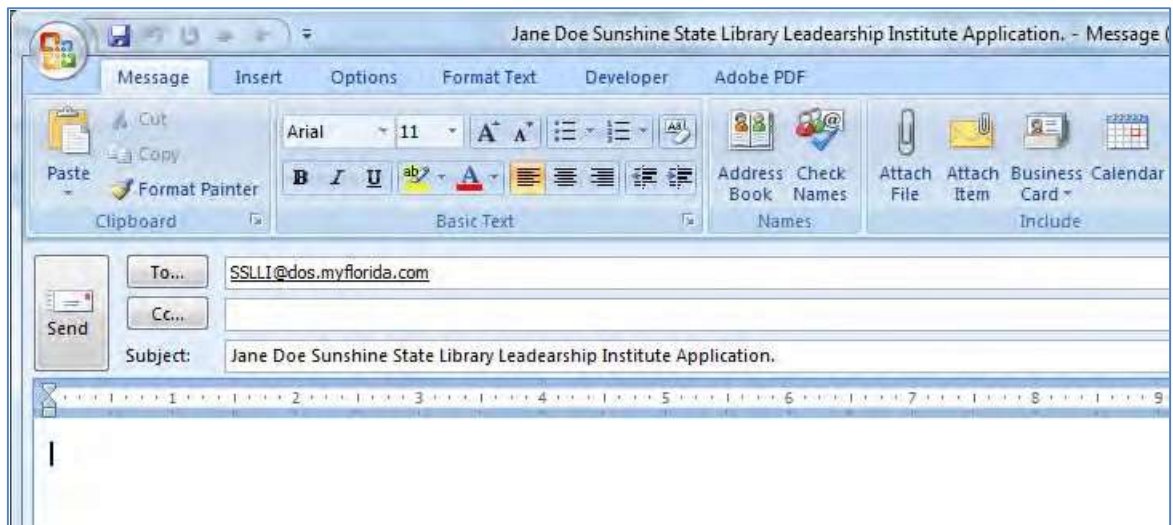 Jane Doe Sunshine State Library Leadearship Institute Application. - Message (
Message Insert Options Format Text Developer Adobe PDF
Paste
Cut
Copy
Format Painter
Clipboard
Arial 11 A A Aa
B I U ab A
Basic Text
Address Book
Check Names
Names
Attach File
Attach Item
Business Card
Calendar
Include
Send
To... SSLLI@dos.myflorida.com
Cc...
Subject: Jane Doe Sunshine State Library Leadearship Institute Application.
1 2 3 4 5 6 7 8 9